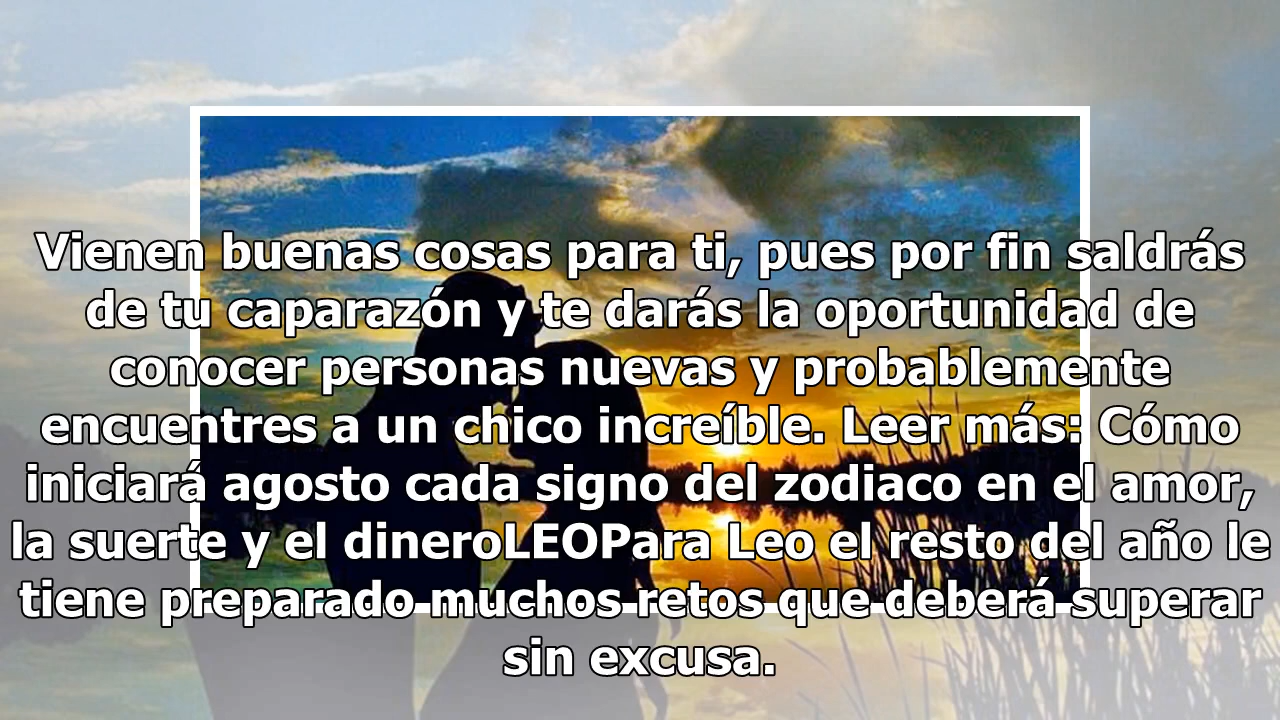 Vienen buenas cosas para ti, pues por fin saldrás
de tu caparazón y te darás la oportunidad de
conocer personas nuevas y probablemente
encuentres a un chico increíble. Leer más: Cómo
iniciará agosto cada signo del zodiaco en el amor,
la suerte y el dineroLEOPara Leo el resto del año le
tiene preparado muchos retos que deberá superar
sin excusa.